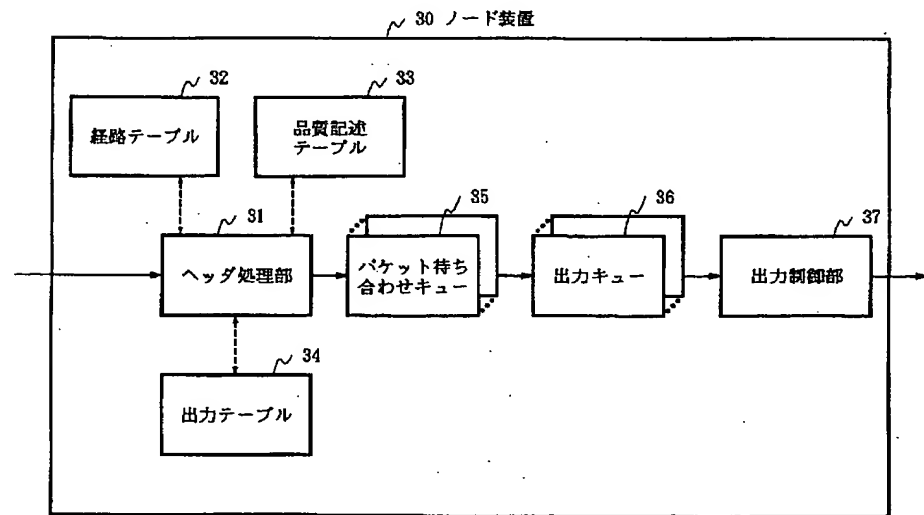 30 ノード装置
32
経路テーブル
33
品質記述
テーブル
31
ヘッダ処理部
35
パケット待ち
合わせキュー
36
出力キュー
37
出力制御部
34
出力テーブル